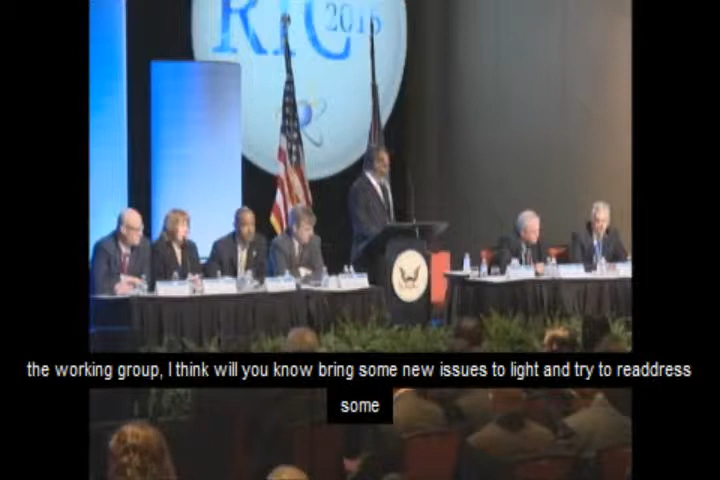 RIC 2016
the working group, I think will you know bring some new issues to light and try to readdress
some